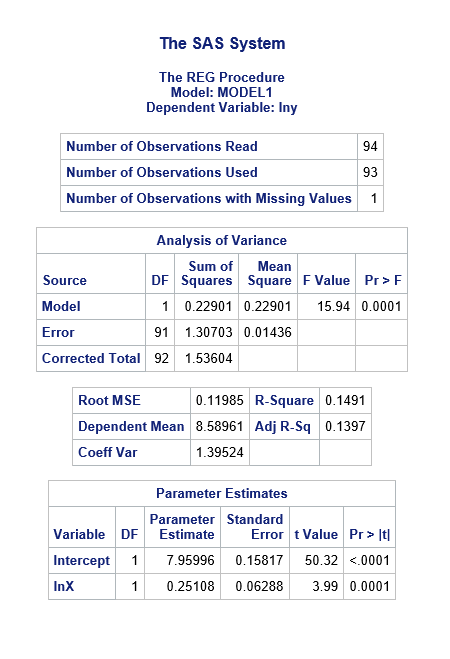 The SAS System
The REG Procedure
Model: MODEL1
Dependent Variable: lny
Number of Observations Read 94
Number of Observations Used 93
Number of Observations with Missing Values 1
Analysis of Variance
Source DF Sum of Squares Mean Square F Value Pr > F
Model 1 0.22901 0.22901 15.94 0.0001
Error 91 1.30703 0.01436
Corrected Total 92 1.53604
Root MSE 0.11985 R-Square 0.1491
Dependent Mean 8.58961 Adj R-Sq 0.1397
Coeff Var 1.39524
Parameter Estimates
Variable DF Parameter Estimate Standard Error t Value Pr > |t|
Intercept 1 7.95996 0.15817 50.32 <.0001
lnX 1 0.25108 0.06288 3.99 0.0001